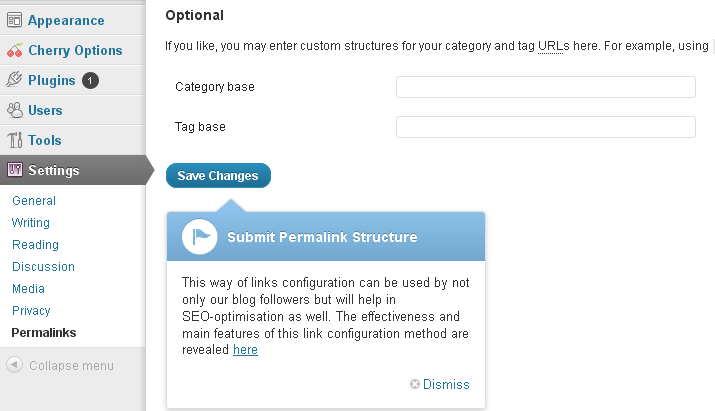 Appearance
Cherry Options
Plugins 1
Users
Tools
Settings
General
Writing
Reading
Discussion
Media
Privacy
Permalinks
Collapse menu
Optional
If you like, you may enter custom structures for your category and tag URLs here. For example, using
Category base
Tag base
Save Changes
Submit Permalink Structure
This way of links configuration can be used by not
only our blog followers but will help in
SEO-optimisation as well. The effectiveness and
main features of this link configuration method are
revealed here
Dismiss